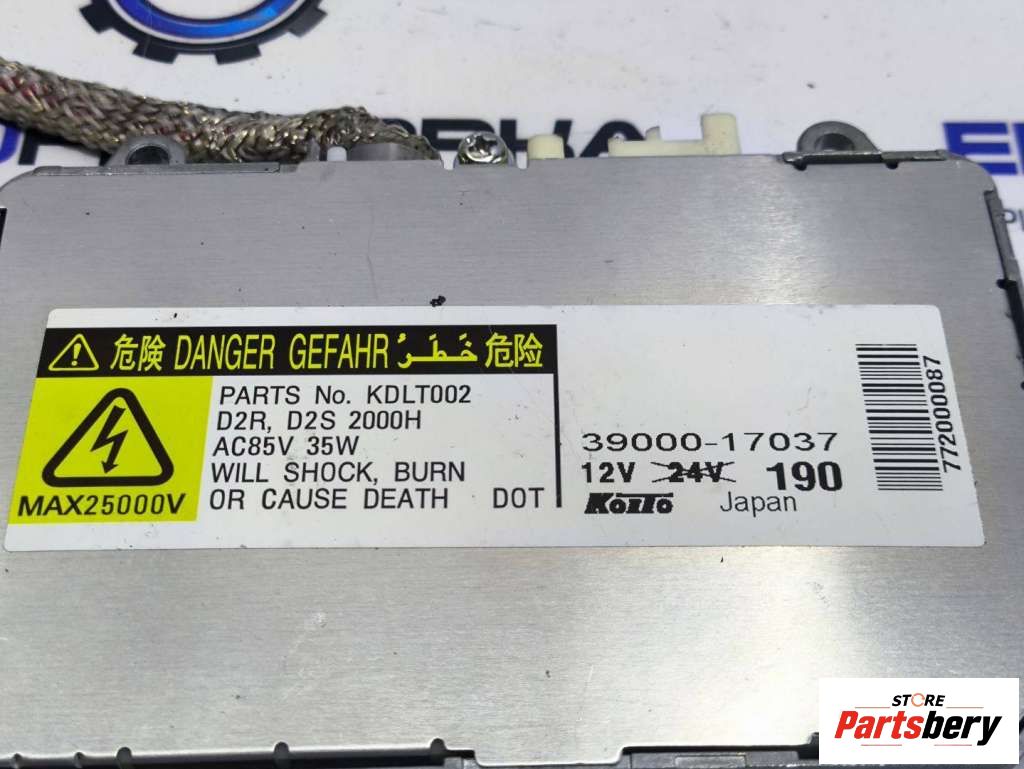 危険 DANGER GEFAHR خَطَرٌ 危险
PARTS No. KDLT002
D2R, D2S 2000H
AC85V 35W
WILL SHOCK, BURN
OR CAUSE DEATH DOT
MAX25000V
39000-17037
12V 24V 190
KOITO Japan
772000087
STORE
Partsbery